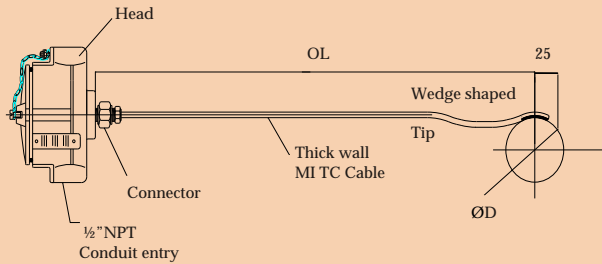 Head
OL
25
Wedge shaped
Tip
Thick wall
MI TC Cable
Connector
ØD
½”NPT
Conduit entry